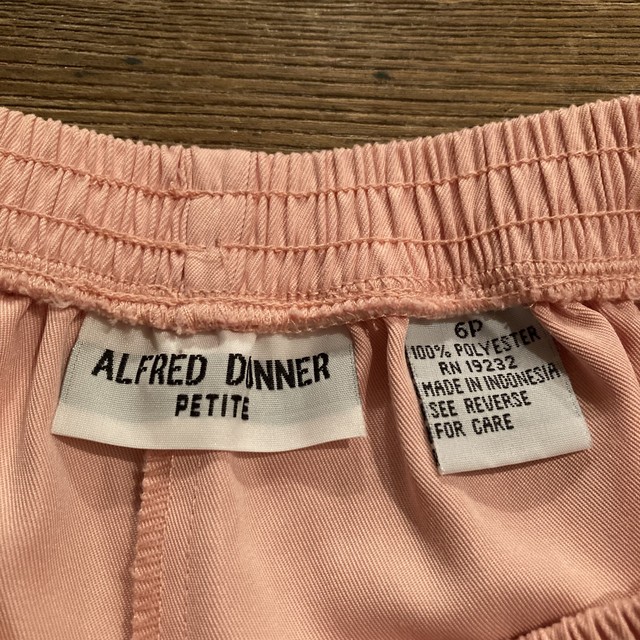 ALFRED DUNNER
PETITE
6P
100% POLYESTER
RN 19232
MADE IN INDONESIA
SEE REVERSE
FOR CARE